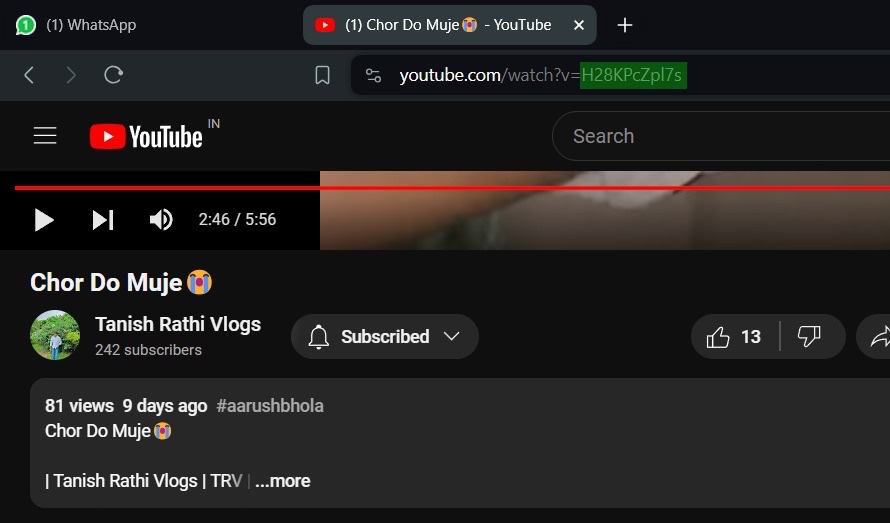 (1) WhatsApp
(1) Chor Do Muje😭 - YouTube
youtube.com/watch?v=H28KPcZpl7s
YouTube IN
Search
2:46 / 5:56
Chor Do Muje😭
Tanish Rathi Vlogs
242 subscribers
Subscribed
13
81 views 9 days ago #aarushbhola
Chor Do Muje😭
| Tanish Rathi Vlogs | TRV | ...more